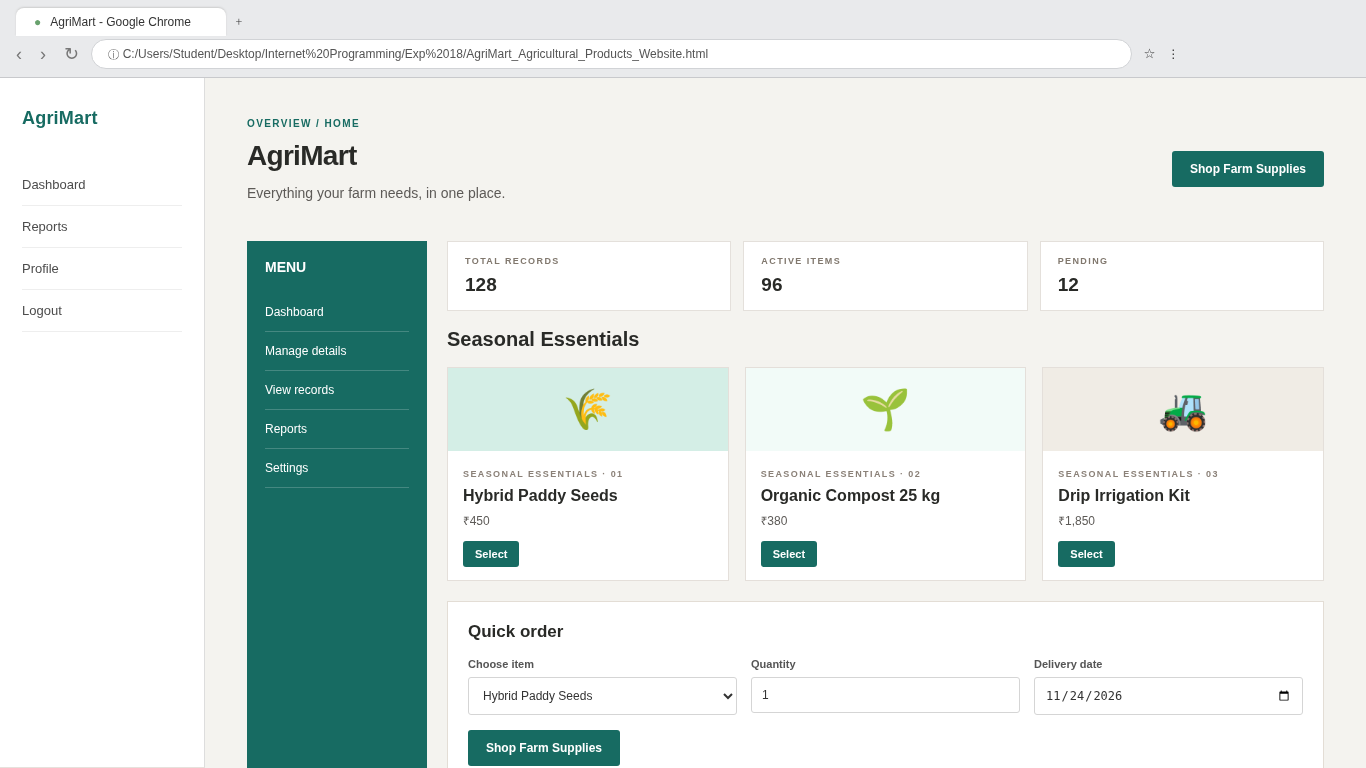 AgriMart - Google Chrome
+
C:/Users/Student/Desktop/Internet%20Programming/Exp%2018/AgriMart_Agricultural_Products_Website.html
AgriMart
Dashboard
Reports
Profile
Logout
OVERVIEW / HOME
AgriMart
Everything your farm needs, in one place.
Shop Farm Supplies
MENU
Dashboard
Manage details
View records
Reports
Settings
TOTAL RECORDS
128
ACTIVE ITEMS
96
PENDING
12
Seasonal Essentials
SEASONAL ESSENTIALS · 01
Hybrid Paddy Seeds
₹450
Select
SEASONAL ESSENTIALS · 02
Organic Compost 25 kg
₹380
Select
SEASONAL ESSENTIALS · 03
Drip Irrigation Kit
₹1,850
Select
Quick order
Choose item
Hybrid Paddy Seeds
Quantity
1
Delivery date
11/24/2026
Shop Farm Supplies